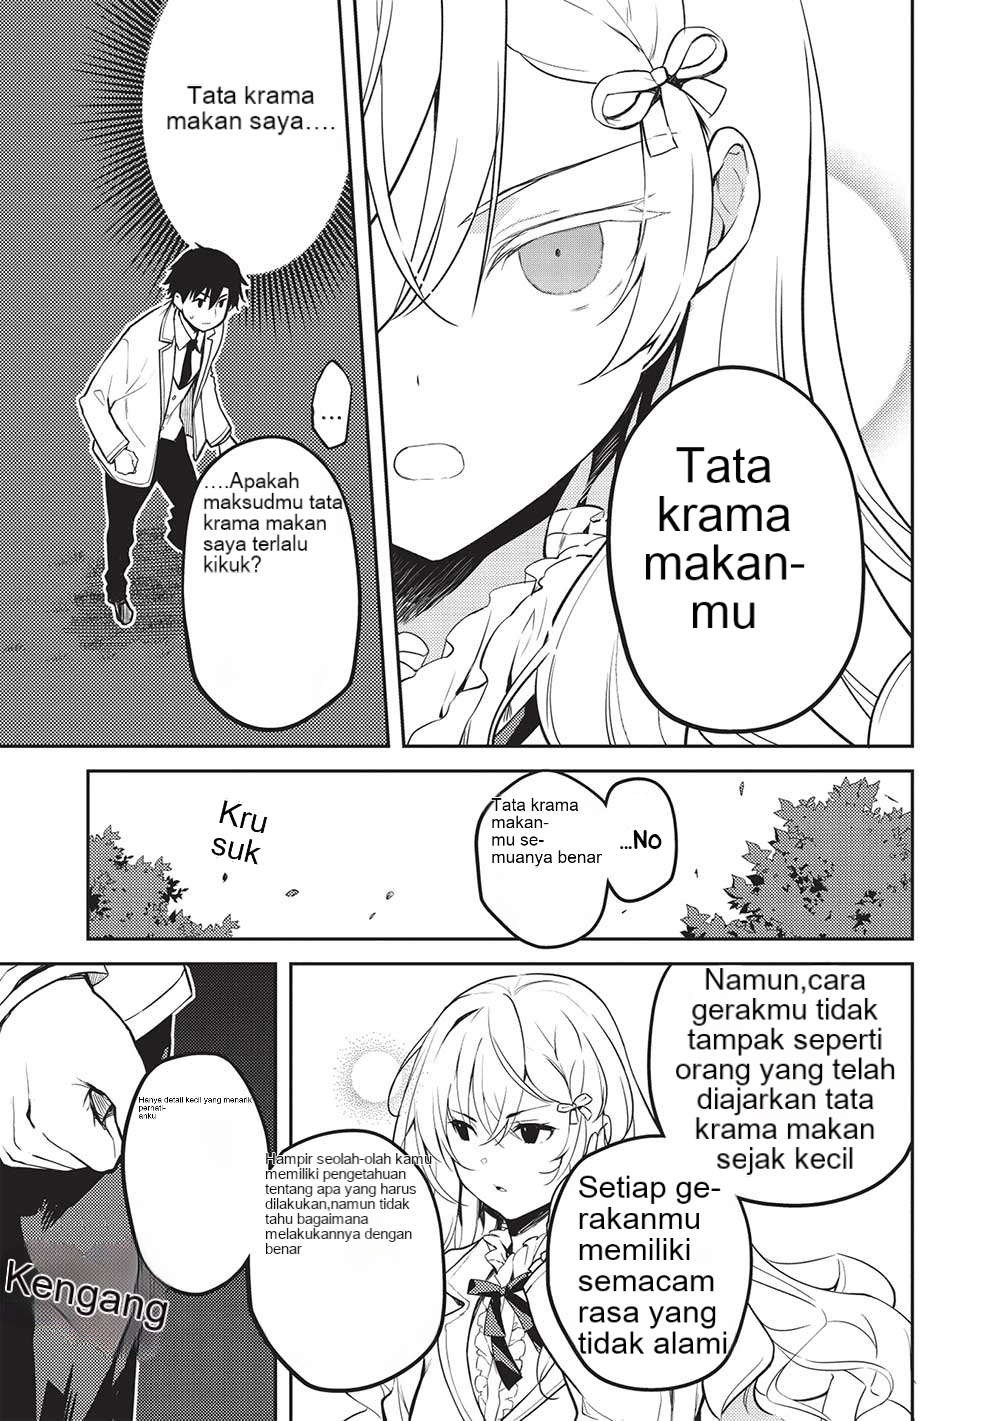 Tata
krama
makan-
mu
Tata krama
makan saya....
...
....Apakah
maksudmu tata
krama makan
saya terlalu
kikuk?
...No
Tata krama
makan-
mu se-
muanya benar
Kru
suk
Namun,cara
gerakmu tidak
tampak seperti
orang yang telah
diajarkan tata
krama makan
sejak kecil
Setiap ge-
rakanmu
memiliki
semacam
rasa yang
tidak alami
Hampir seolah-olah kamu
memiliki pengetahuan
tentang apa yang harus
dilakukan,namun tidak
tahu bagaimana
melakukannya dengan
benar
Hanya detail kecil yang menarik
perhati-
anku
Kengang